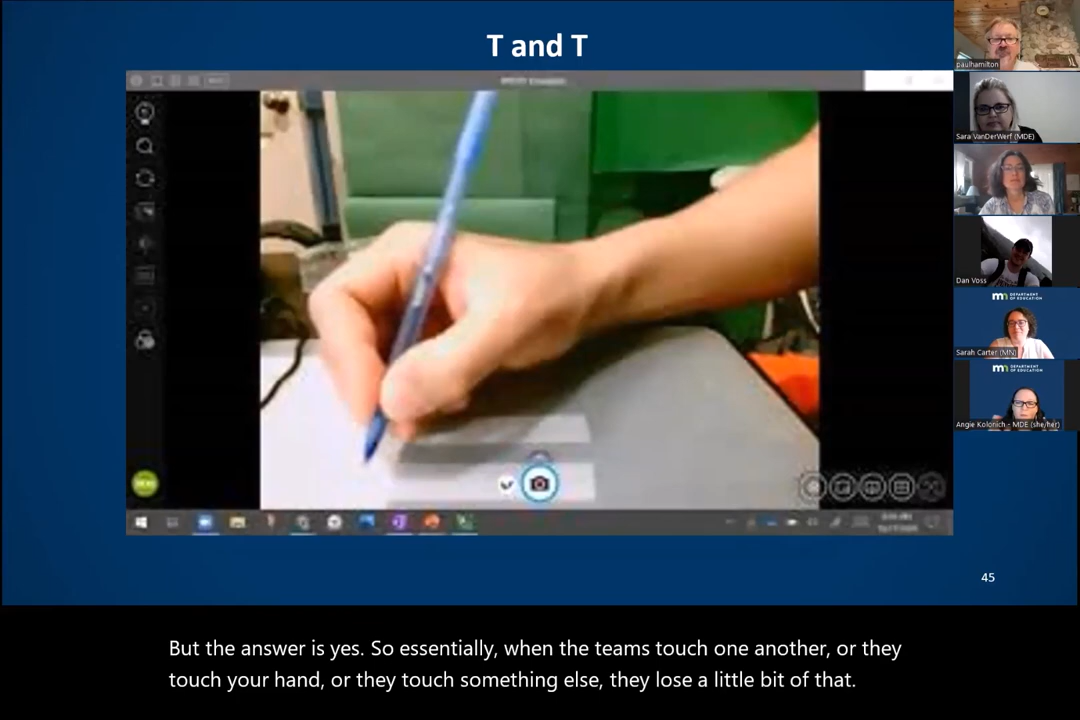 T and T
paulhamilton
Sara VanDerWerf (MDE)
Dan Voss
DEPARTMENT
OF EDUCATION
Sarah Carter (MN)
DEPARTMENT
OF EDUCATION
Angie Kolonich - MDE (she/her)
45
But the answer is yes. So essentially, when the teams touch one another, or they
touch your hand, or they touch something else, they lose a little bit of that.